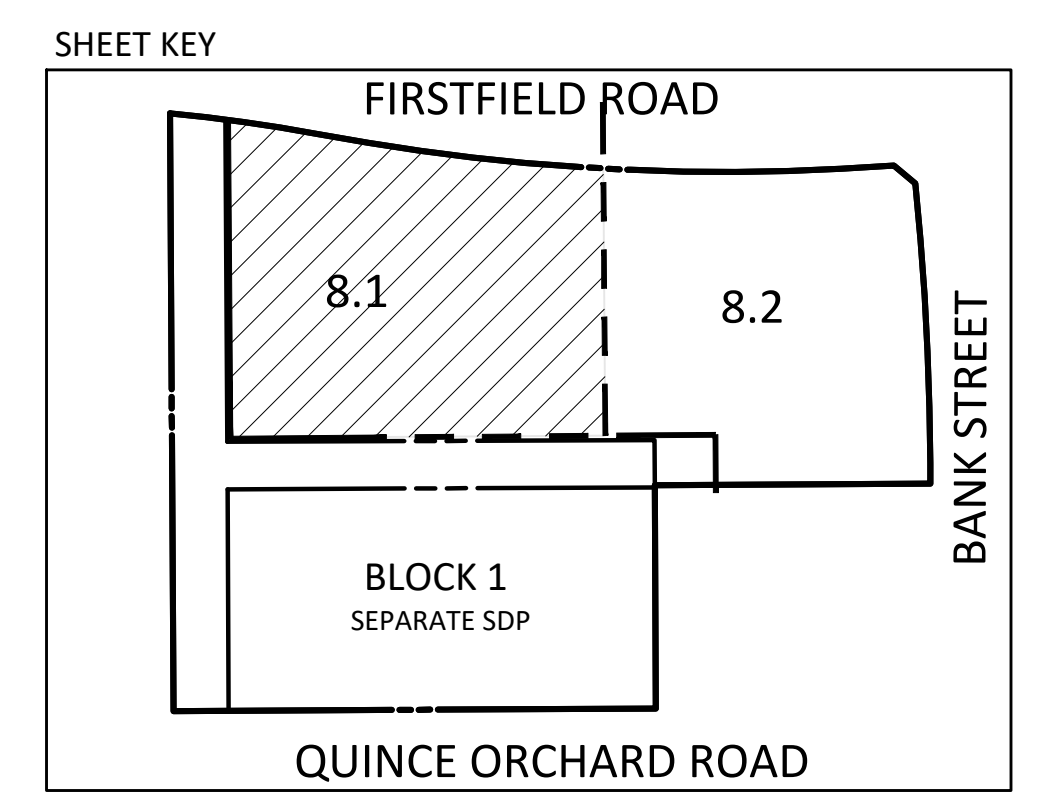 SHEET KEY
FIRSTFIELD ROAD
8.1
8.2
BANK STREET
BLOCK 1
SEPARATE SDP
QUINCE ORCHARD ROAD